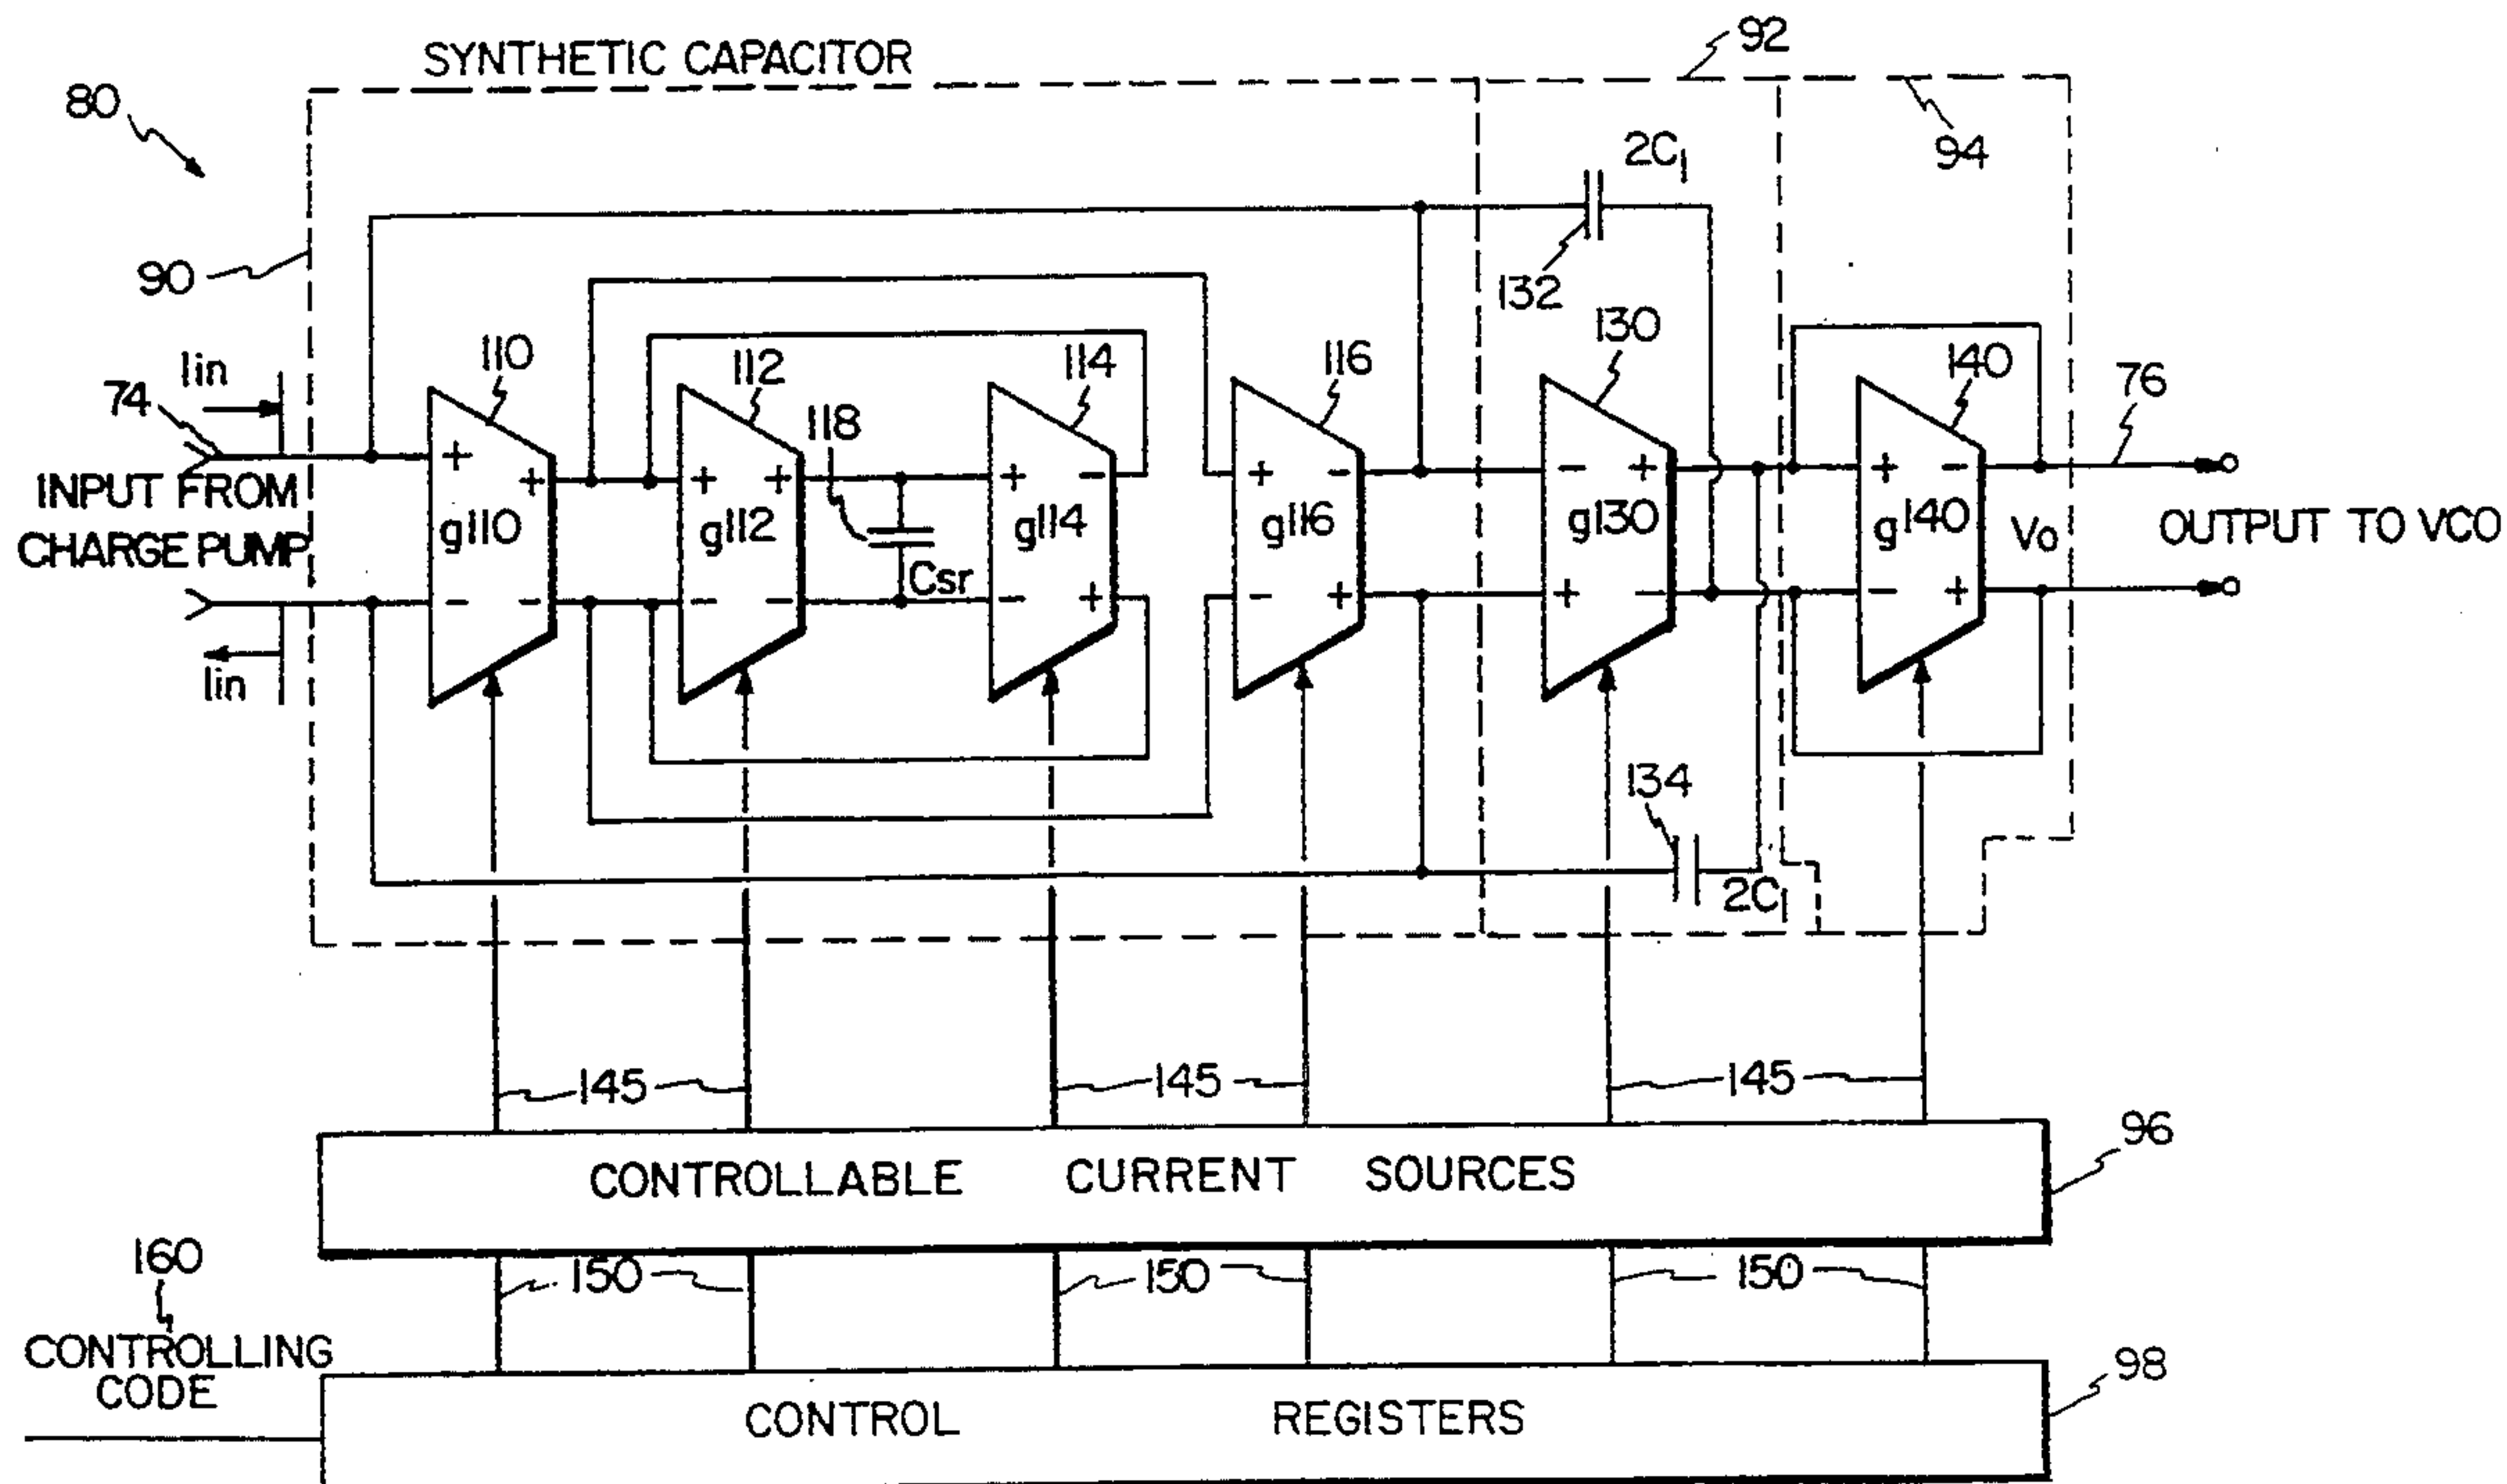 SYNTHETIC CAPACITOR
92
80
94
2C1
90
132
130
110
112
114
116
140
Iin
74
118
76
+ + + + + + - + - - + + -
INPUT FROM
CHARGE PUMP
g110
g112
g114
g116
g130
g140
Vo
OUTPUT TO VCO
Csr
- - - - - + - + + - - +
Iin
134
2C1
145
145
145
96
CONTROLLABLE CURRENT SOURCES
160
150
150
150
CONTROLLING
CODE
98
CONTROL REGISTERS